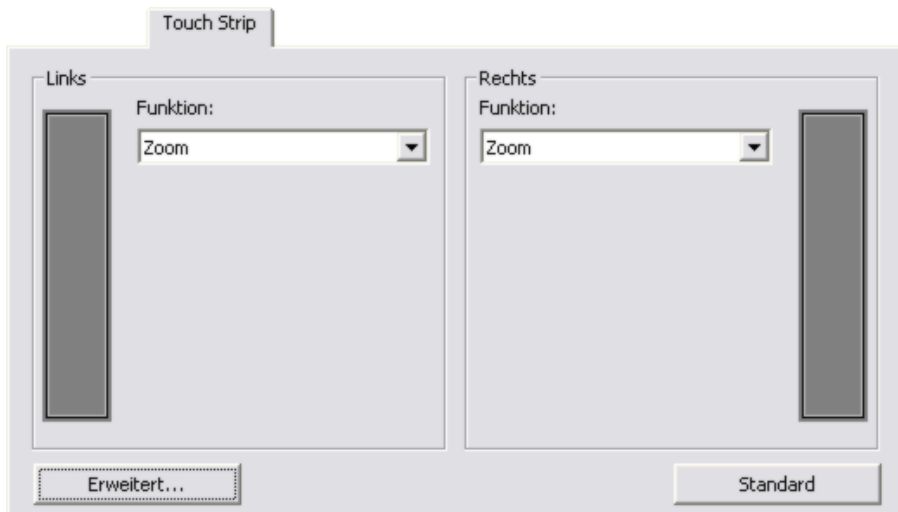 Touch Strip
Links
Funktion:
Zoom
Rechts
Funktion:
Zoom
Erweitert...
Standard